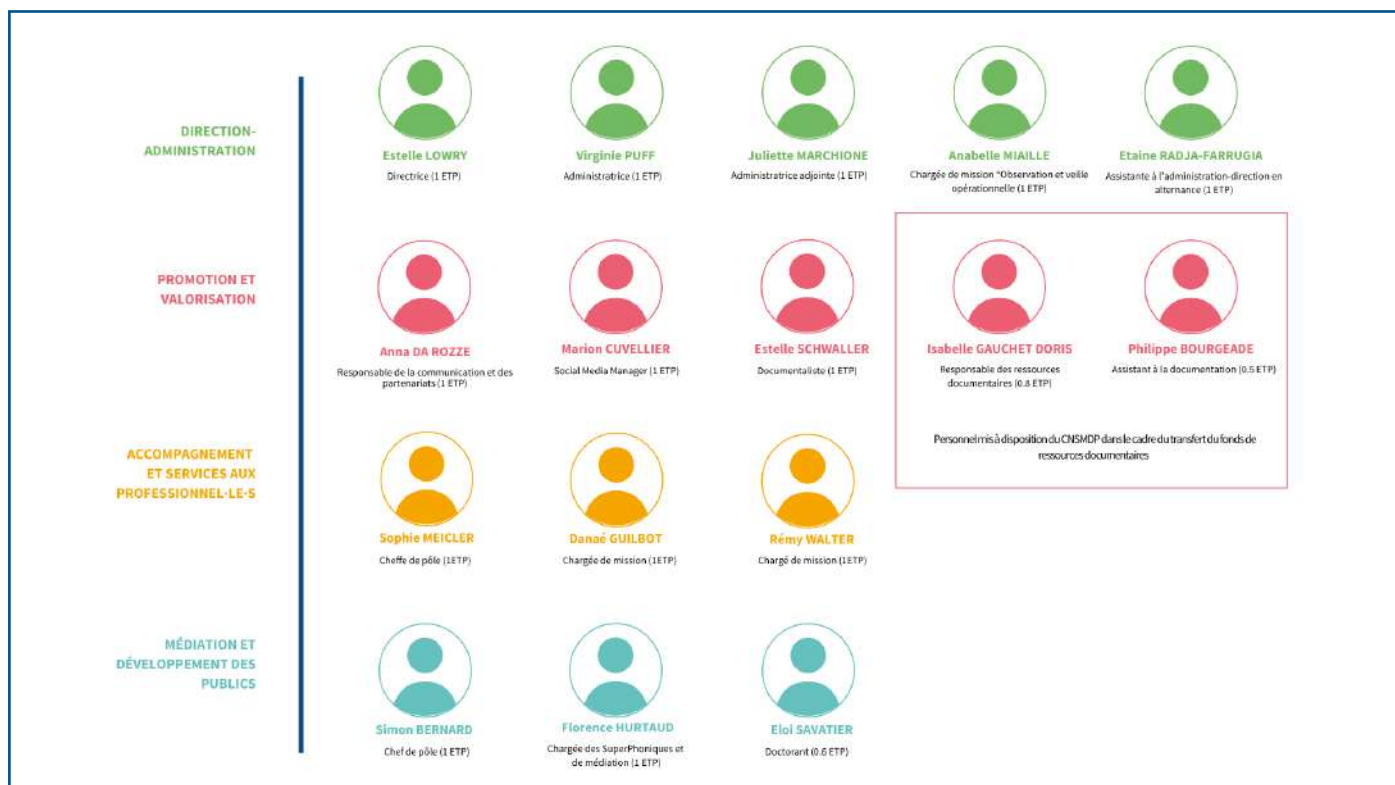 DIRECTION-
ADMINISTRATION
Estelle LOWRY
Directrice (1 ETP)
Virginie PUFF
Administratrice (1 ETP)
Juliette MARCHIONE
Administratrice adjointe (1 ETP)
Anabelle MIAILLE
Chargée de mission "Observation et veille
opérationnelle (1 ETP)
Etaine RADJA-FARRUGIA
Assistante à l'administration-direction en
alternance (1 ETP)
PROMOTION ET
VALORISATION
Anna DA ROZZE
Responsable de la communication et des
partenariats (1 ETP)
Marion CUVELLIER
Social Media Manager (1 ETP)
Estelle SCHWALLER
Documentaliste (1 ETP)
Isabelle GAUCHET DORIS
Responsable des ressources
documentaires (0.8 ETP)
Philippe BOURGEADE
Assistant à la documentation (0.5 ETP)
Personnel mis à disposition du CNSMDP dans le cadre du transfert du fonds de
ressources documentaires
ACCOMPAGNEMENT
ET SERVICES AUX
PROFESSIONNEL·LE·S
Sophie MEICLER
Cheffe de pôle (1ETP)
Danaé GUILBOT
Chargée de mission (1ETP)
Rémy WALTER
Chargé de mission (1ETP)
MÉDIATION ET
DÉVELOPPEMENT DES
PUBLICS
Simon BERNARD
Chef de pôle (1 ETP)
Florence HURTAUD
Chargée des SuperPhoniques et
de médiation (1 ETP)
Eloi SAVATIER
Doctorant (0.6 ETP)